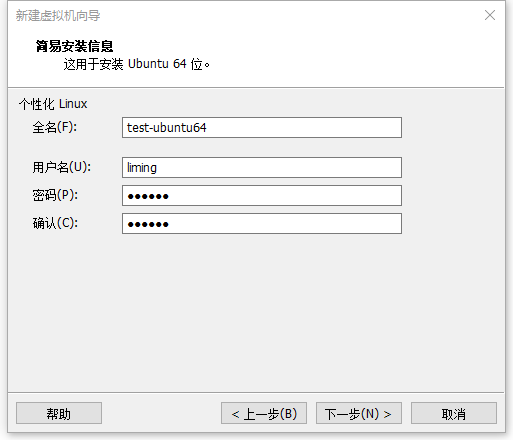 新建虚拟机向导
简易安装信息
这用于安装 Ubuntu 64 位。
个性化 Linux
全名(F): test-ubuntu64
用户名(U): liming
密码(P): ●●●●●●
确认(C): ●●●●●●
帮助 < 上一步(B) 下一步(N) > 取消